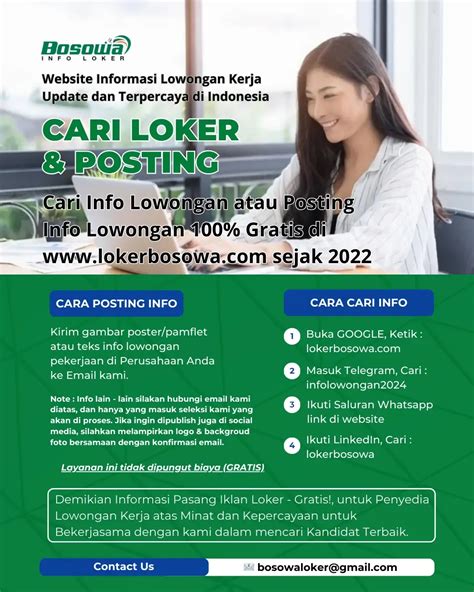 Bosowa
INFO LOKER
Website Informasi Lowongan Kerja
Update dan Terpercaya di Indonesia
CARI LOKER
& POSTING
Cari Info Lowongan atau Posting
Info Lowongan 100% Gratis di
www.lokerbosowa.com sejak 2022
CARA POSTING INFO
Kirim gambar poster/pamflet
atau teks info lowongan
pekerjaan di Perusahaan Anda
ke Email kami.
Note : Info lain - lain silakan hubungi email kami
diatas, dan hanya yang masuk seleksi kami yang
akan di proses. Jika ingin dipublish juga di social
media, silahkan melampirkan logo & backgroud
foto bersamaan dengan konfirmasi email.
Layanan ini tidak dipungut biaya (GRATIS)
CARA CARI INFO
1 Buka GOOGLE, Ketik :
lokerbosowa.com
2 Masuk Telegram, Cari :
infolowongan2024
3 Ikuti Saluran Whatsapp
link di website
4 Ikuti LinkedIn, Cari :
lokerbosowa
Demikian Informasi Pasang Iklan Loker - Gratis!, untuk Penyedia
Lowongan Kerja atas Minat dan Kepercayaan untuk
Bekerjasama dengan kami dalam mencari Kandidat Terbaik.
Contact Us
bosowaloker@gmail.com